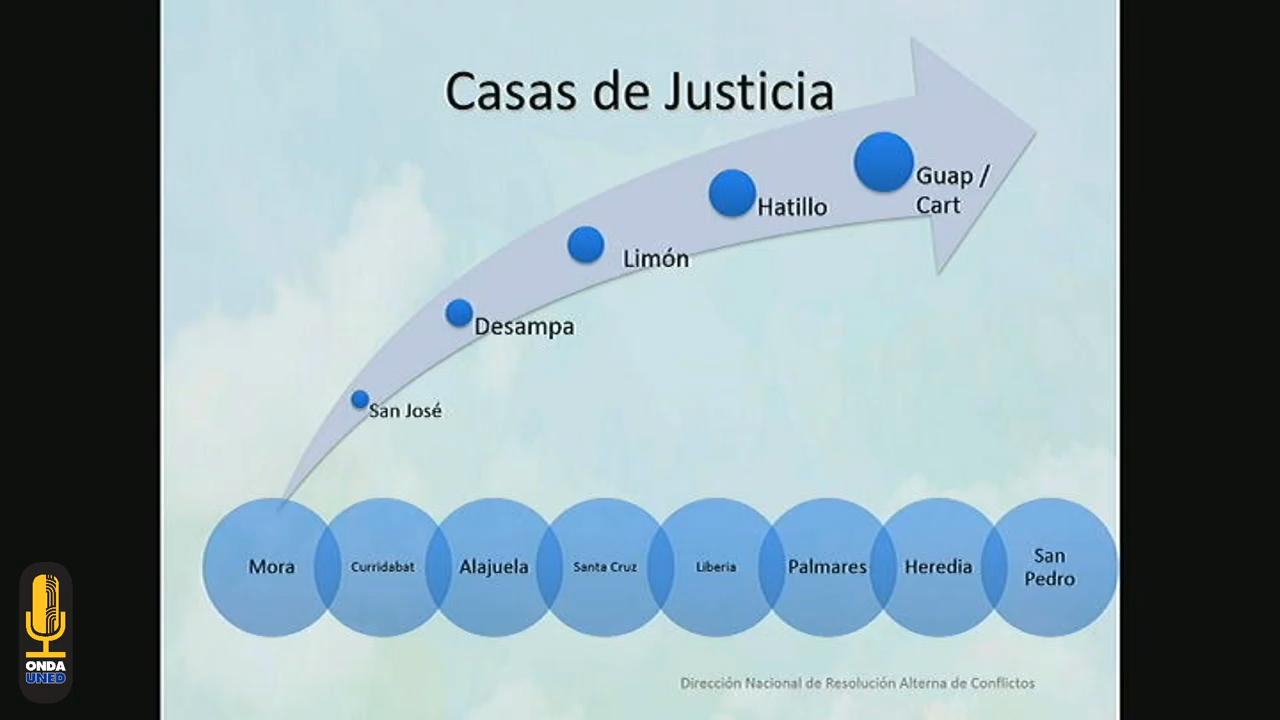 Casas de Justicia
Guap /
Cart
Hatillo
Limón
Desampa
San José
Mora
Curridabat
Alajuela
Santa Cruz
Liberia
Palmares
Heredia
San
Pedro
ONDA
UNED
Dirección Nacional de Resolución Alterna de Conflictos